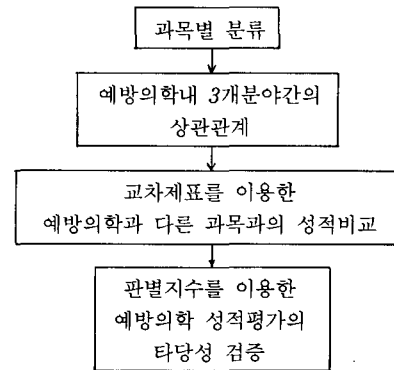 과목별 분류
예방의학내 3개분야간의
상관관계
교차제표를 이용한
예방의학과 다른 과목과의 성적비교
판별지수를 이용한
예방의학 성적평가의
타당성 검증